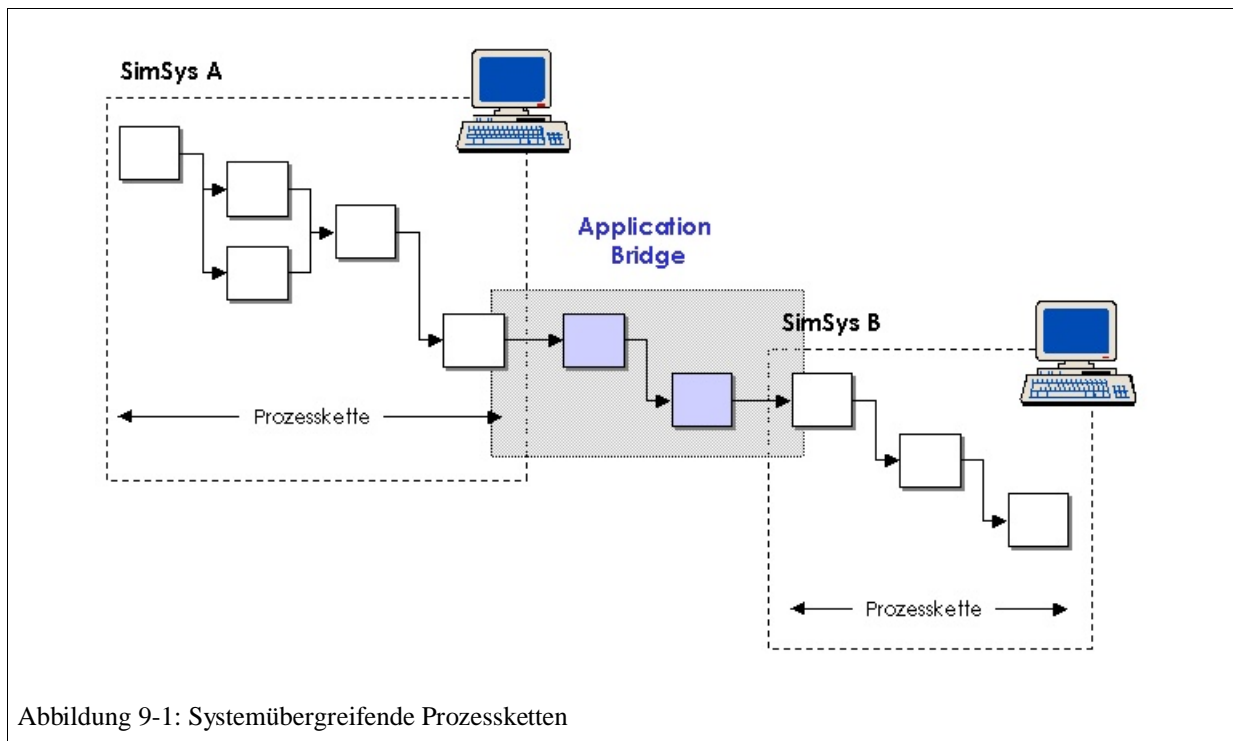 SimSys A
Application
Bridge
SimSys B
Prozesskette
Prozesskette
Abbildung 9-1: Systemübergreifende Prozessketten